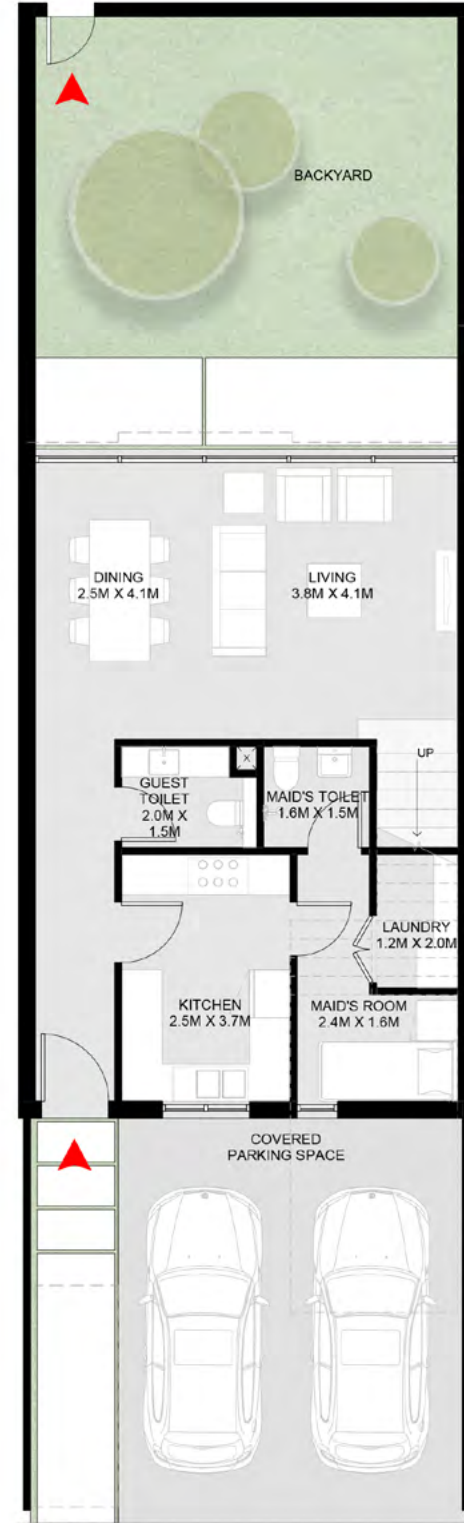 BACKYARD
DINING
2.5M X 4.1M
LIVING
3.8M X 4.1M
UP
GUEST
TOILET
2.0M X
1.5M
MAID'S TOILET
1.6M X 1.5M
LAUNDRY
1.2M X 2.0M
KITCHEN
2.5M X 3.7M
MAID'S ROOM
2.4M X 1.6M
COVERED
PARKING SPACE